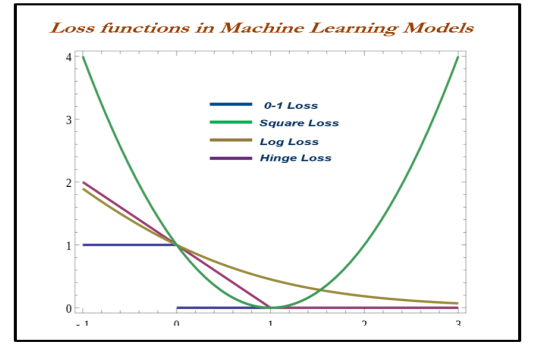 Loss functions in Machine Learning Models
4
3
2
1
0
0-1 Loss
Square Loss
Log Loss
Hinge Loss
-1 0 1 2 3